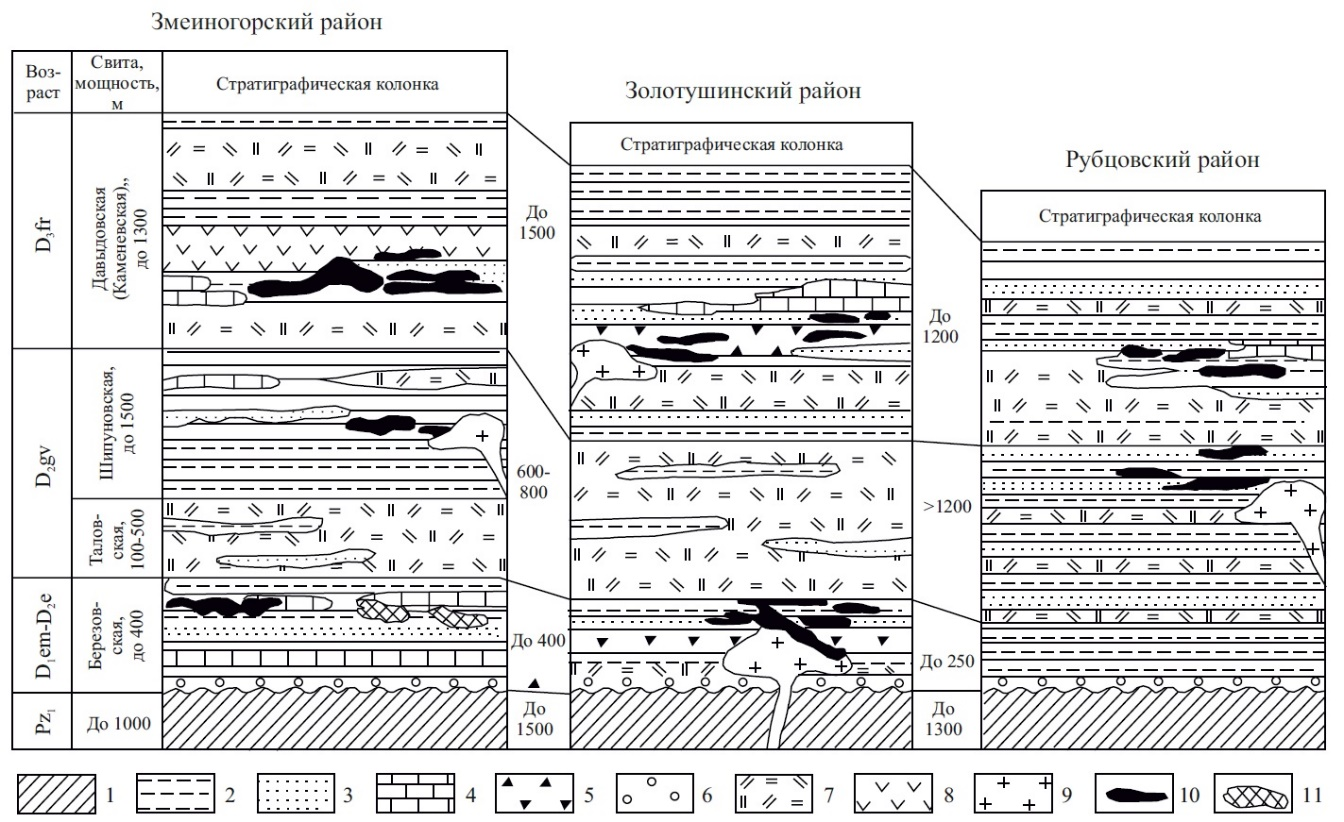 Змеиногорский район
Воз-
раст
Свита,
мощность,
м
Стратиграфическая колонка
D₃fr
Давыдовская
(Каменевская),,
до 1300
D₂gv
Шипуновская,
до 1500
Талов-
ская,
100-500
D₁em-D₂e
Березов-
ская,
до 400
Pz₁
До 1000
До
1500
600-
800
До 400
До
1500
Золотушинский район
Стратиграфическая колонка
До
1200
>1200
До 250
До
1300
Рубцовский район
Стратиграфическая колонка
1 2 3 4 5 6 7 8 9 10 11